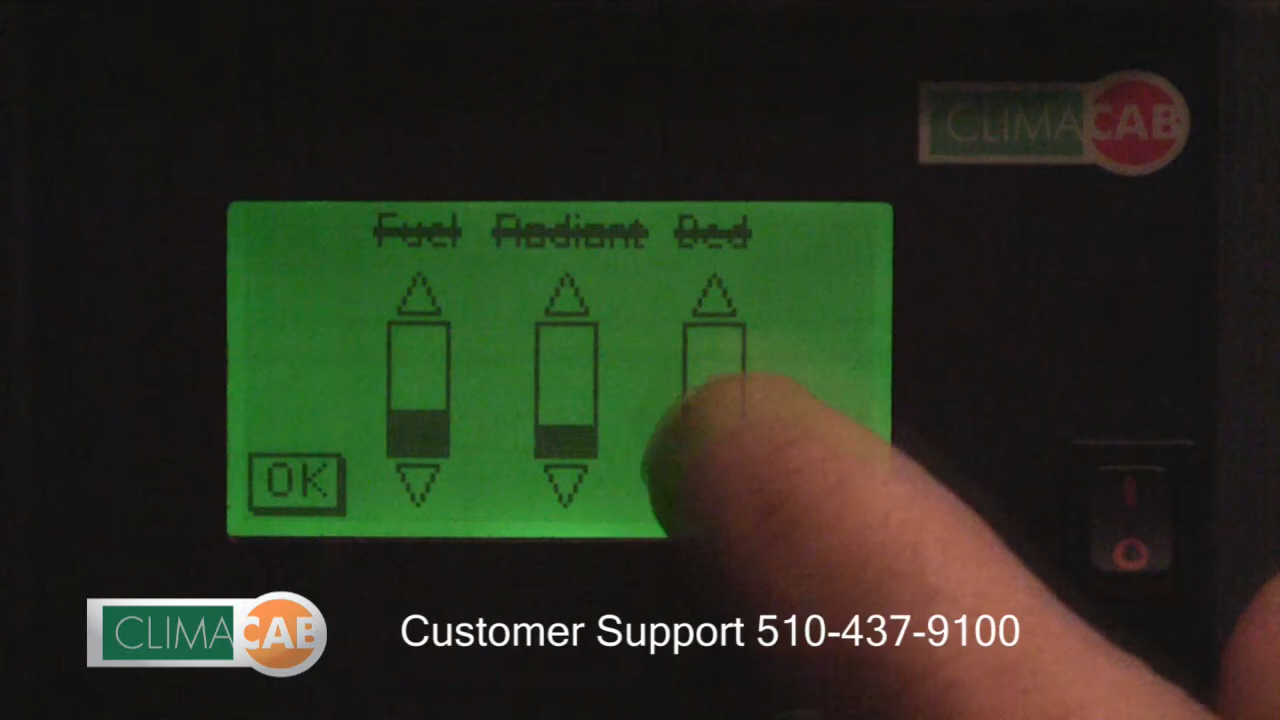 CLIMACAB
Fuel Radiant Bed
OK
I
O
CLIMACAB
Customer Support 510-437-9100